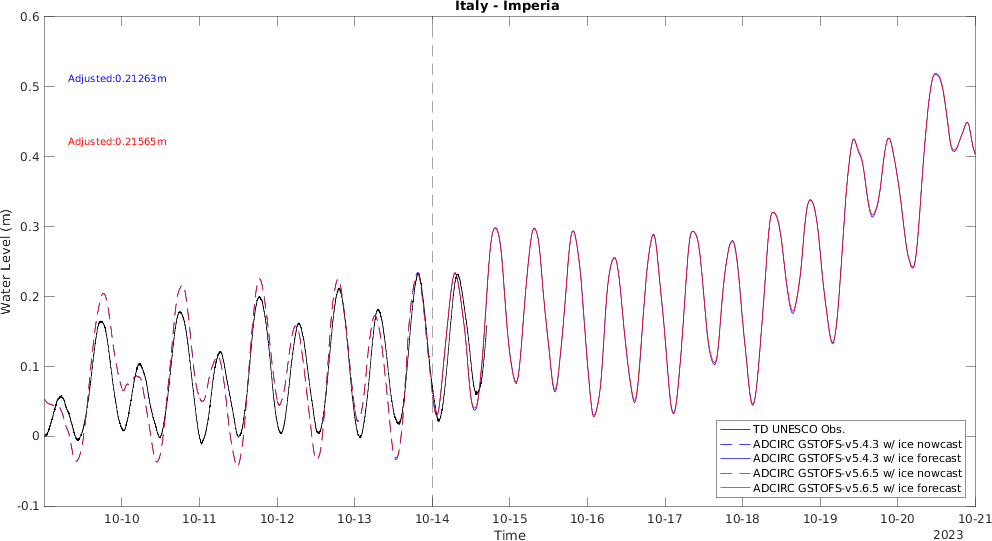 Italy - Imperia
0.6
0.5
0.4
0.3
0.2
0.1
0
-0.1
Water Level (m)
Adjusted:0.21263m
Adjusted:0.21565m
TD UNESCO Obs.
ADCIRC GSTOFS-v5.4.3 w/ ice nowcast
ADCIRC GSTOFS-v5.4.3 w/ ice forecast
ADCIRC GSTOFS-v5.6.5 w/ ice nowcast
ADCIRC GSTOFS-v5.6.5 w/ ice forecast
10-10 10-11 10-12 10-13 10-14 10-15 10-16 10-17 10-18 10-19 10-20 10-21
Time
2023